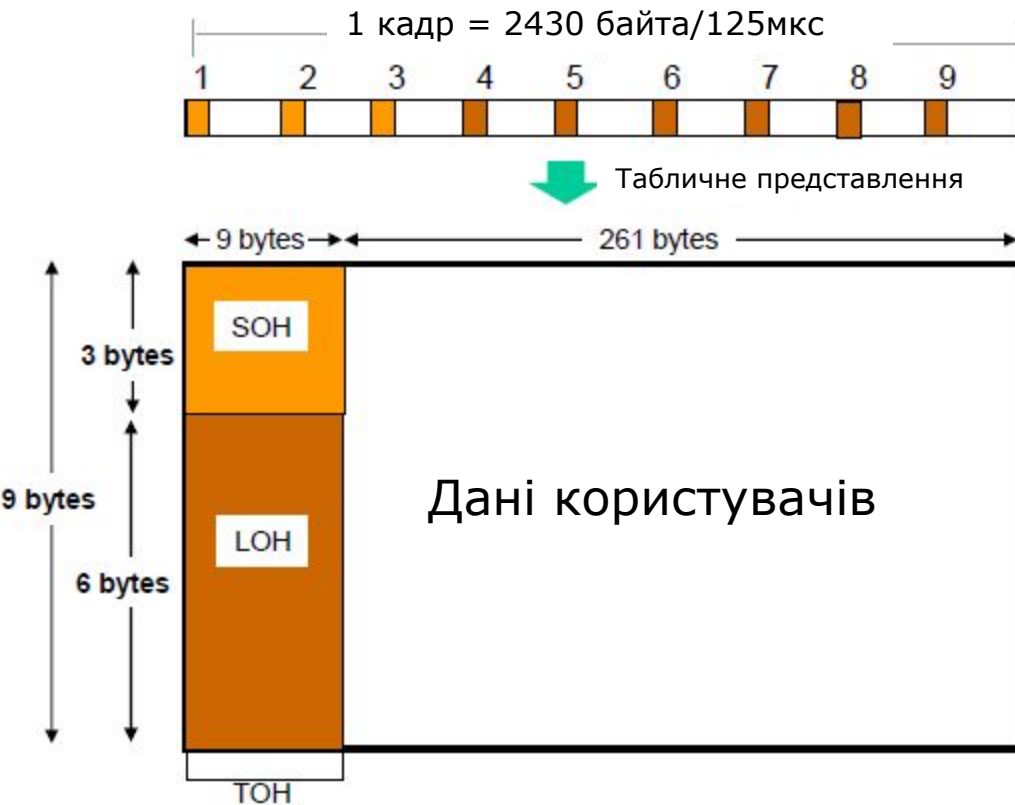 1 кадр = 2430 байта/125мкс
1 2 3 4 5 6 7 8 9
Табличне представлення
9 bytes 261 bytes
SOH
3 bytes
Дані користувачів
9 bytes
LOH
6 bytes
TOH